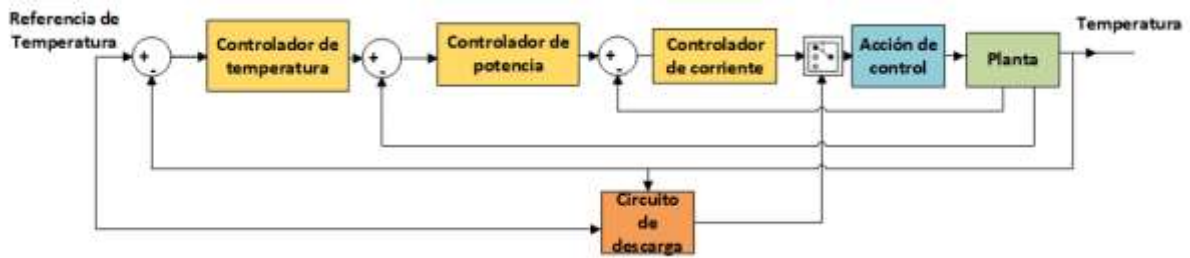 Referencia de
Temperatura
Temperatura
+
-
Controlador de
temperatura
+
-
Controlador de
potencia
+
-
Controlador
de corriente
Acción de
control
Planta
Circuito
de
descarga